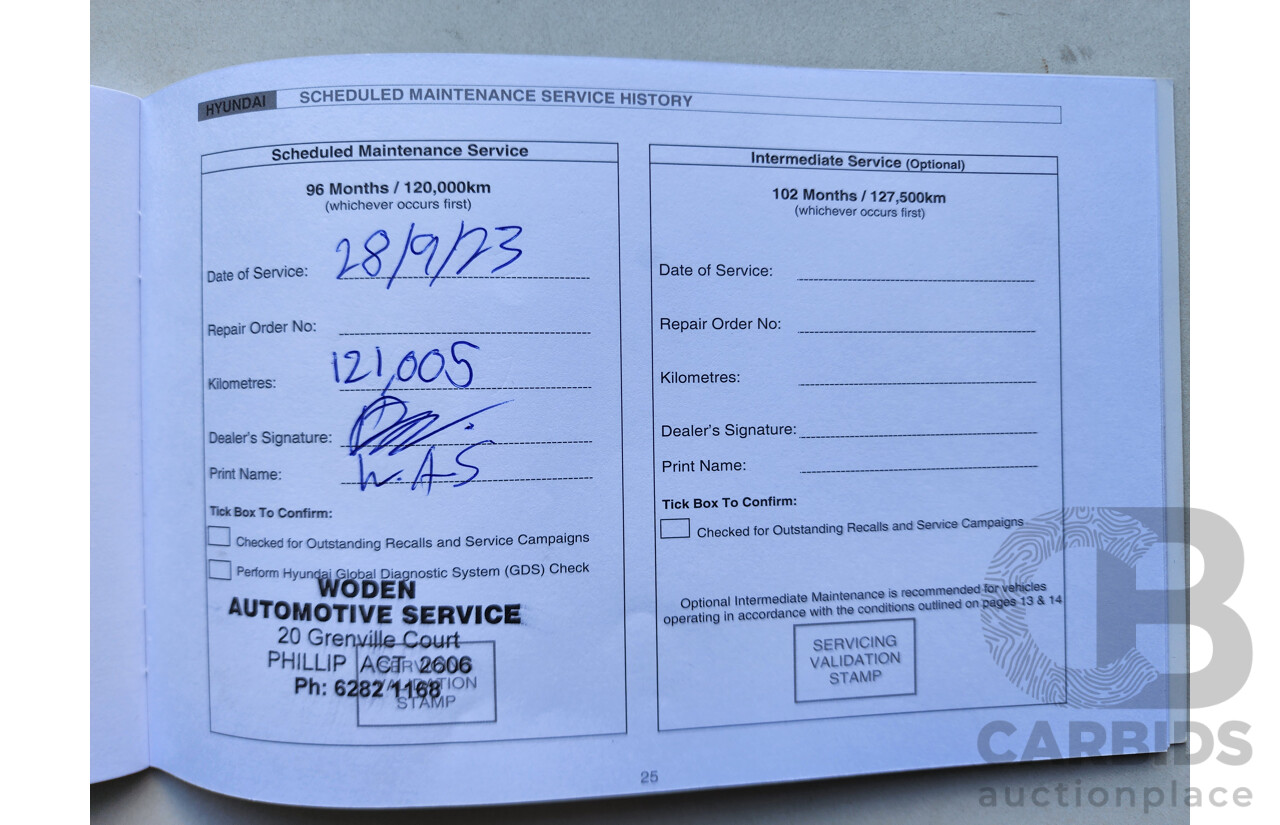 HYUNDAI SCHEDULED MAINTENANCE SERVICE HISTORY
Scheduled Maintenance Service
96 Months / 120,000km
(whichever occurs first)
Date of Service: 28/9/23
Repair Order No:
Kilometres: 121,005
Dealer's Signature:
Print Name: W.A.S
Tick Box To Confirm:
Checked for Outstanding Recalls and Service Campaigns
Perform Hyundai Global Diagnostic System (GDS) Check
WODEN
AUTOMOTIVE SERVICE
20 Grenville Court
PHILLIP ACT 2606
Ph: 6282 1168
SERVICING
VALIDATION
STAMP
Intermediate Service (Optional)
102 Months / 127,500km
(whichever occurs first)
Date of Service:
Repair Order No:
Kilometres:
Dealer's Signature:
Print Name:
Tick Box To Confirm:
Checked for Outstanding Recalls and Service Campaigns
Optional Intermediate Maintenance is recommended for vehicles
operating in accordance with the conditions outlined on pages 13 & 14
SERVICING
VALIDATION
STAMP
25
CB
CARBIDS
auctionplace